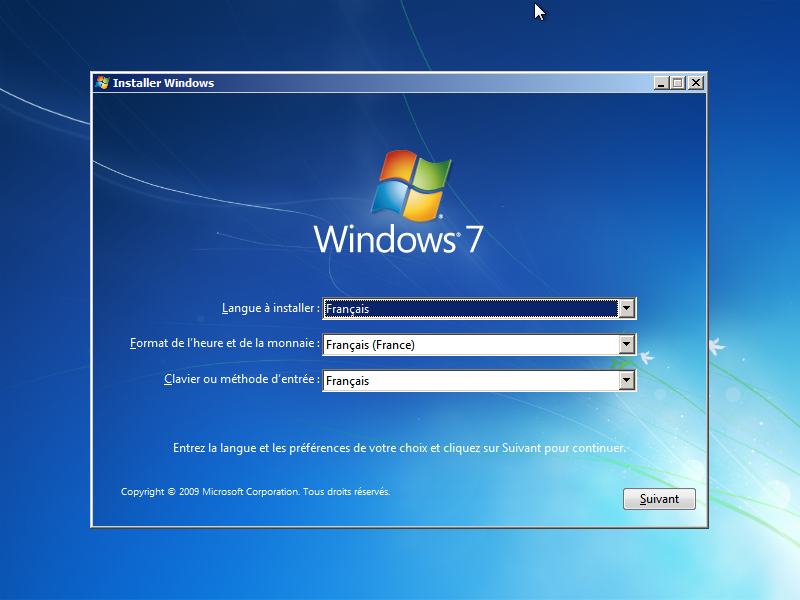 Installer Windows
Windows® 7
Langue à installer : Français
Format de l'heure et de la monnaie : Français (France)
Clavier ou méthode d'entrée : Français
Entrez la langue et les préférences de votre choix et cliquez sur Suivant pour continuer.
Copyright © 2009 Microsoft Corporation. Tous droits réservés.
Suivant